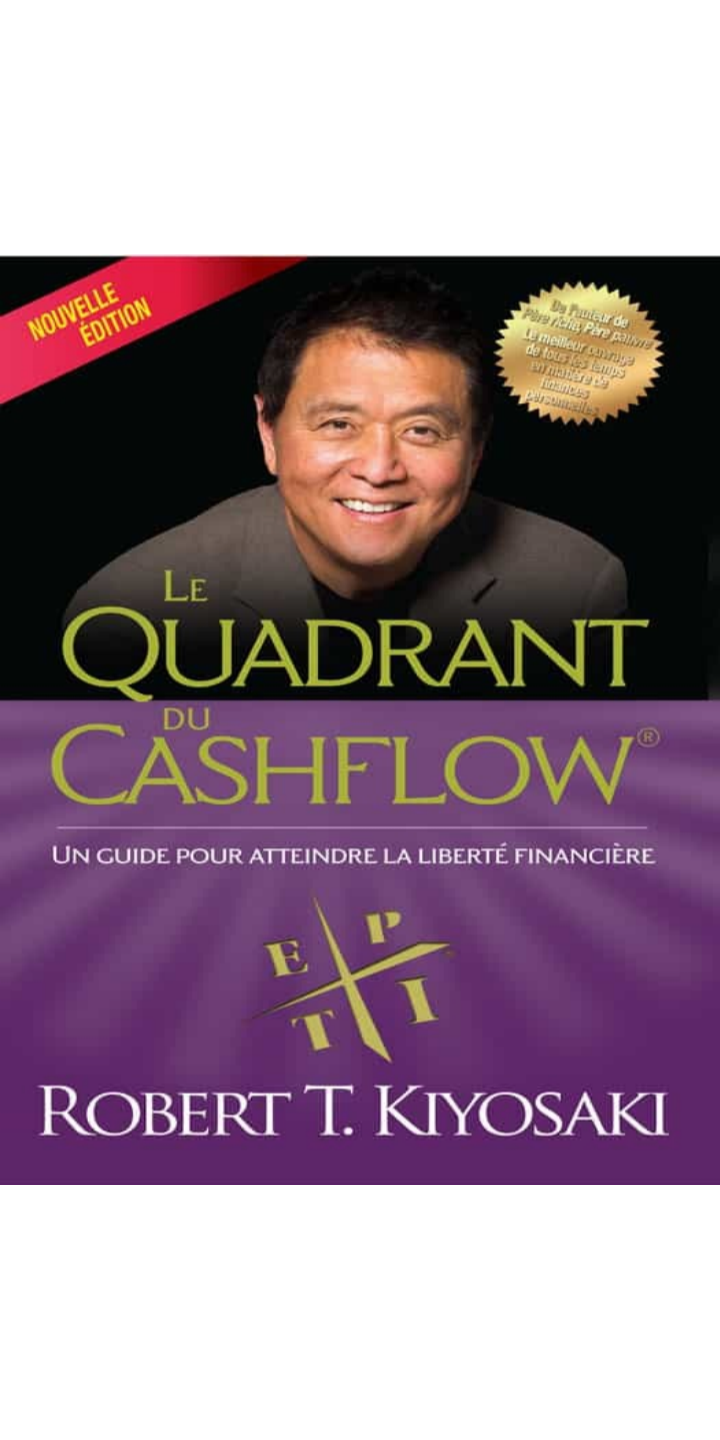 NOUVELLE
ÉDITION
De l'auteur de
Père riche, Père pauvre
Le meilleur ouvrage
de tous les temps
en matière de
finances
personnelles
LE
QUADRANT
DU
CASHFLOW®
UN GUIDE POUR ATTEINDRE LA LIBERTÉ FINANCIÈRE
E P
T I
ROBERT T. KIYOSAKI